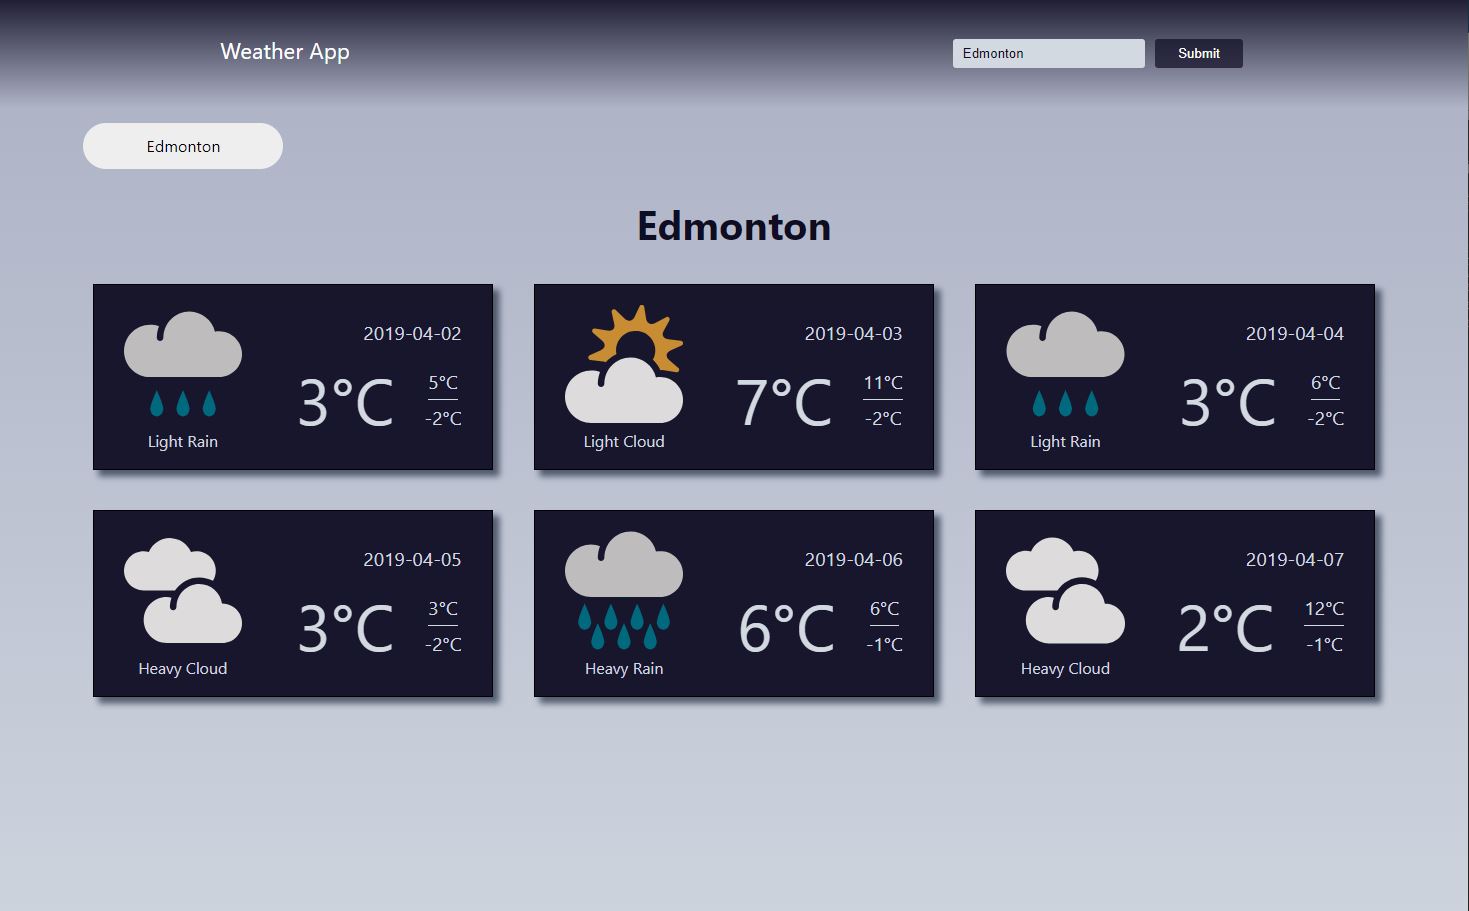 Weather App
Edmonton
Submit
Edmonton
Edmonton
2019-04-02
3°C
5°C
-2°C
Light Rain
2019-04-03
7°C
11°C
-2°C
Light Cloud
2019-04-04
3°C
6°C
-2°C
Light Rain
2019-04-05
3°C
3°C
-2°C
Heavy Cloud
2019-04-06
6°C
6°C
-1°C
Heavy Rain
2019-04-07
2°C
12°C
-1°C
Heavy Cloud